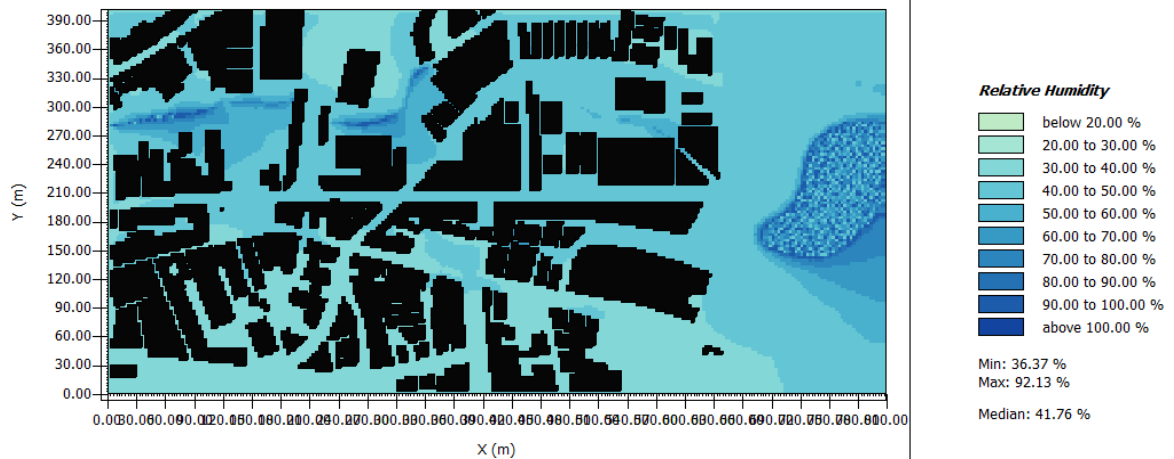 390.00
360.00
330.00
300.00
270.00
240.00
210.00
180.00
150.00
120.00
90.00
60.00
30.00
0.00
Y (m)
X (m)
Relative Humidity
below 20.00 %
20.00 to 30.00 %
30.00 to 40.00 %
40.00 to 50.00 %
50.00 to 60.00 %
60.00 to 70.00 %
70.00 to 80.00 %
80.00 to 90.00 %
90.00 to 100.00 %
above 100.00 %
Min: 36.37 %
Max: 92.13 %
Median: 41.76 %